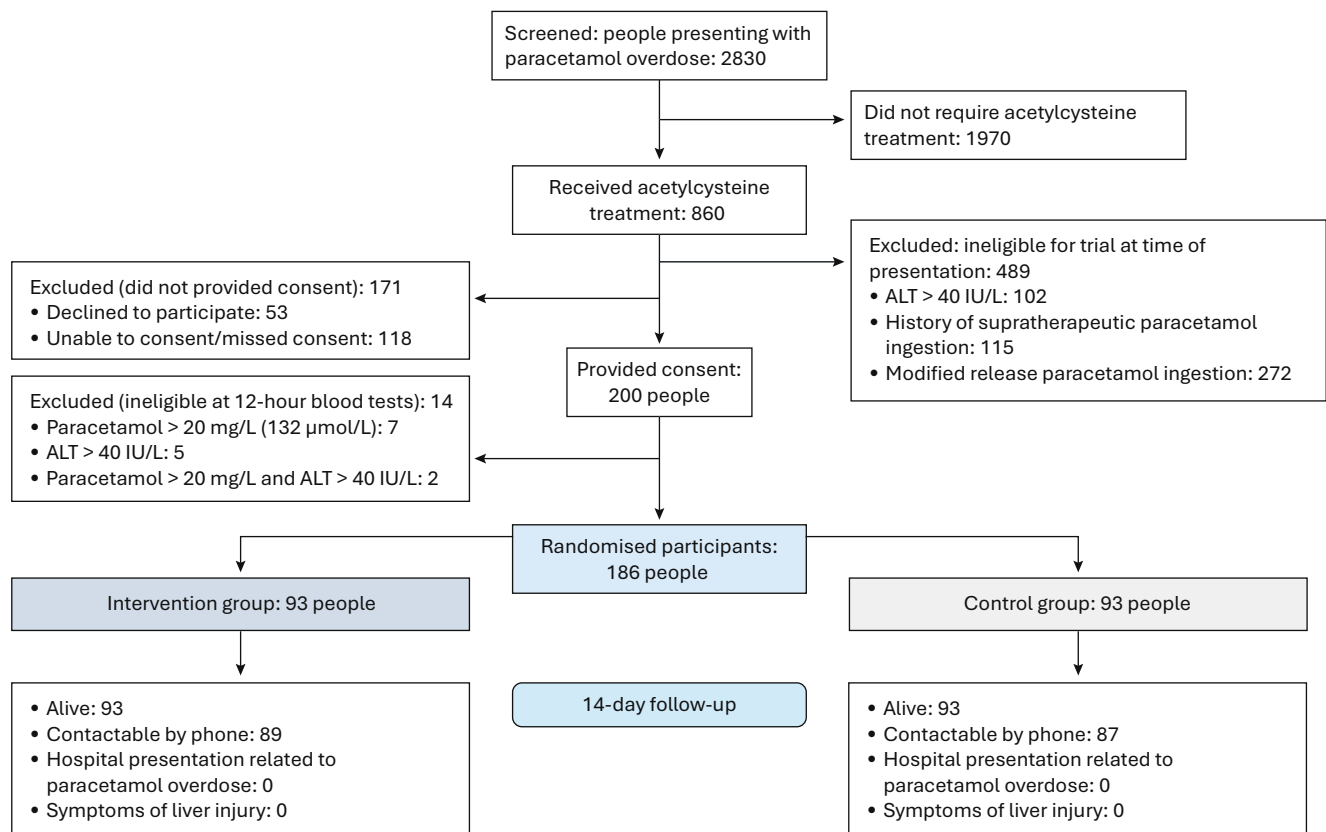 Screened: people presenting with
paracetamol overdose: 2830
Did not require acetylcysteine
treatment: 1970
Received acetylcysteine
treatment: 860
Excluded: ineligible for trial at time of
presentation: 489
• ALT > 40 IU/L: 102
• History of supratherapeutic paracetamol
ingestion: 115
• Modified release paracetamol ingestion: 272
Excluded (did not provided consent): 171
• Declined to participate: 53
• Unable to consent/missed consent: 118
Provided consent:
200 people
Excluded (ineligible at 12-hour blood tests): 14
• Paracetamol > 20 mg/L (132 µmol/L): 7
• ALT > 40 IU/L: 5
• Paracetamol > 20 mg/L and ALT > 40 IU/L: 2
Randomised participants:
186 people
Intervention group: 93 people
Control group: 93 people
• Alive: 93
• Contactable by phone: 89
• Hospital presentation related to
paracetamol overdose: 0
• Symptoms of liver injury: 0
14-day follow-up
• Alive: 93
• Contactable by phone: 87
• Hospital presentation related to
paracetamol overdose: 0
• Symptoms of liver injury: 0